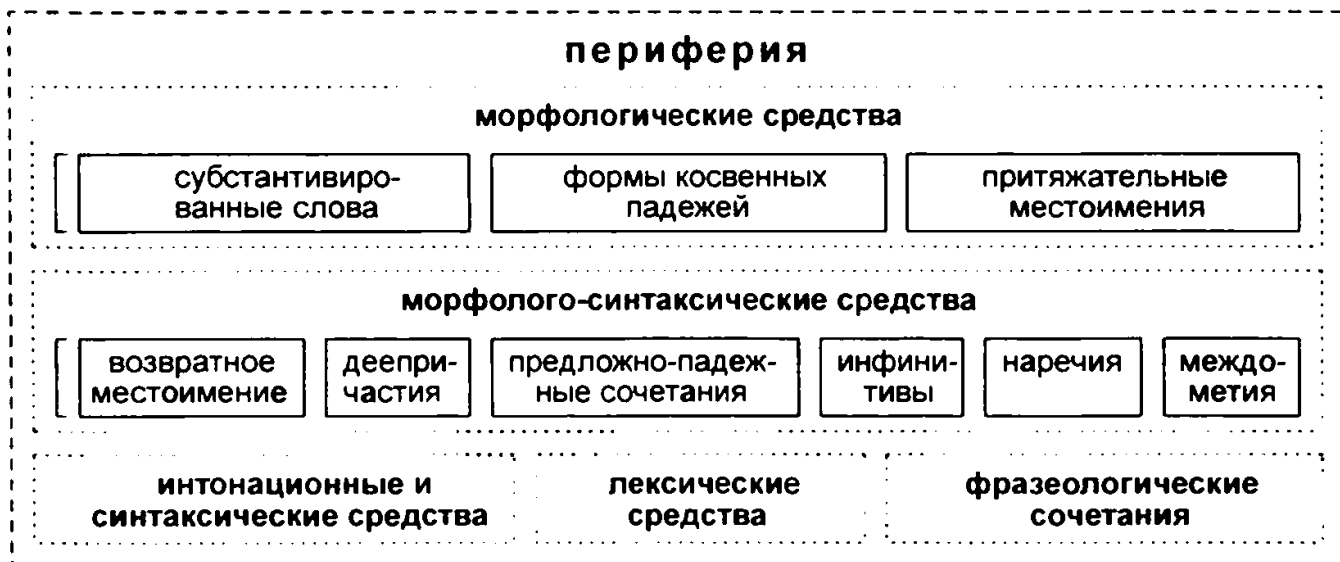 периферия
морфологические средства
субстантивиро-
ванные слова
формы косвенных
падежей
притяжательные
местоимения
морфолого-синтаксические средства
возвратное
местоимение
деепри-
частия
предложно-падеж-
ные сочетания
инфини-
тивы
наречия
междо-
метия
интонационные и
синтаксические средства
лексические
средства
фразеологические
сочетания